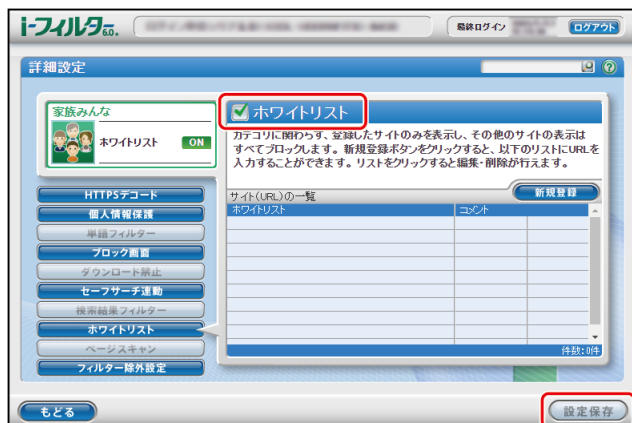 i-フィルター 6.0
最終ログイン
ログアウト
詳細設定
家族みんな
ホワイトリスト ON
ホワイトリスト
カテゴリに関わらず、登録したサイトのみを表示し、その他のサイトの表示は
すべてブロックします。新規登録ボタンをクリックすると、以下のリストにURLを
入力することができます。リストをクリックすると編集・削除が行えます。
サイト(URL)の一覧
新規登録
ホワイトリスト コメント
件数:0件
HTTPSデコード
個人情報保護
単語フィルター
ブロック画面
ダウンロード禁止
セーフサーチ連動
検索結果フィルター
ホワイトリスト
ページスキャン
フィルター除外設定
もどる
設定保存